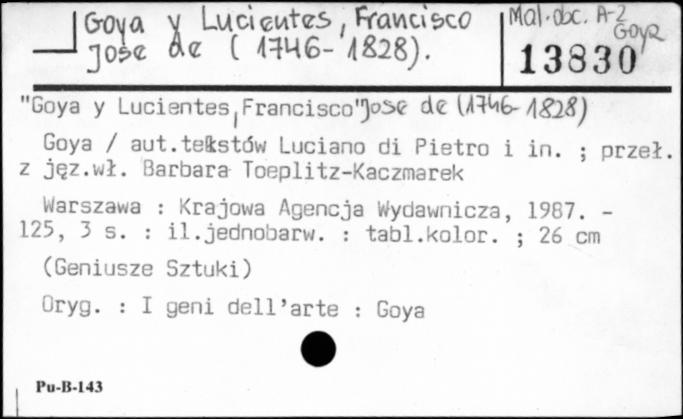 Goya y Lucientes, Francisco
Jose de (1746-1828).
Mal. obc. A-2
Goya
13830
"Goya y Lucientes, Francisco" Jose de (1746-1828)
Goya / aut.tekstów Luciano di Pietro i in. ; przeł.
z jęz.wł. Barbara Toeplitz-Kaczmarek
Warszawa : Krajowa Agencja Wydawnicza, 1987. -
125, 3 s. : il.jednobarw. : tabl.kolor. ; 26 cm
(Geniusze Sztuki)
Oryg. : I geni dell'arte : Goya
Pu-B-143